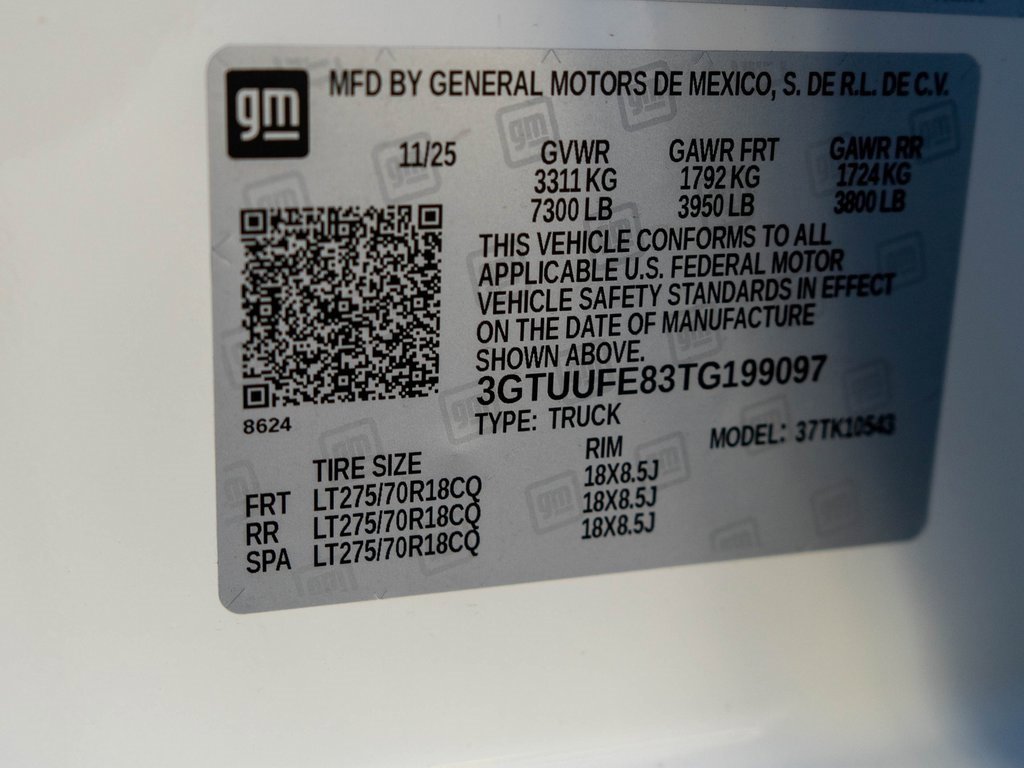 gm
MFD BY GENERAL MOTORS DE MEXICO, S. DE R.L. DE C.V.
11/25 GVWR GAWR FRT GAWR RR
3311 KG 1792 KG 1724 KG
7300 LB 3950 LB 3800 LB
THIS VEHICLE CONFORMS TO ALL
APPLICABLE U.S. FEDERAL MOTOR
VEHICLE SAFETY STANDARDS IN EFFECT
ON THE DATE OF MANUFACTURE
SHOWN ABOVE.
3GTUUFE83TG199097
8624
TYPE: TRUCK MODEL: 37TK10543
TIRE SIZE RIM
FRT LT275/70R18CQ 18X8.5J
RR LT275/70R18CQ 18X8.5J
SPA LT275/70R18CQ 18X8.5J